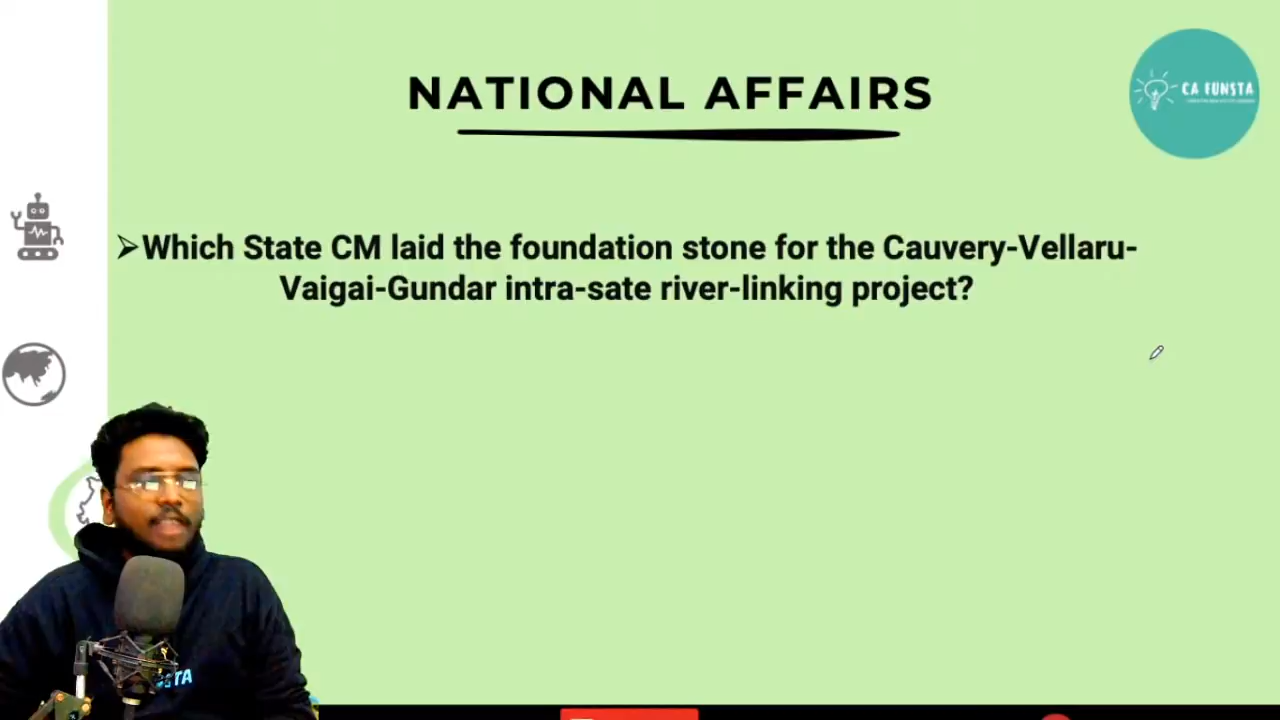 NATIONAL AFFAIRS
CA FUNSTA
➢Which State CM laid the foundation stone for the Cauvery-Vellaru-
Vaigai-Gundar intra-sate river-linking project?
STA